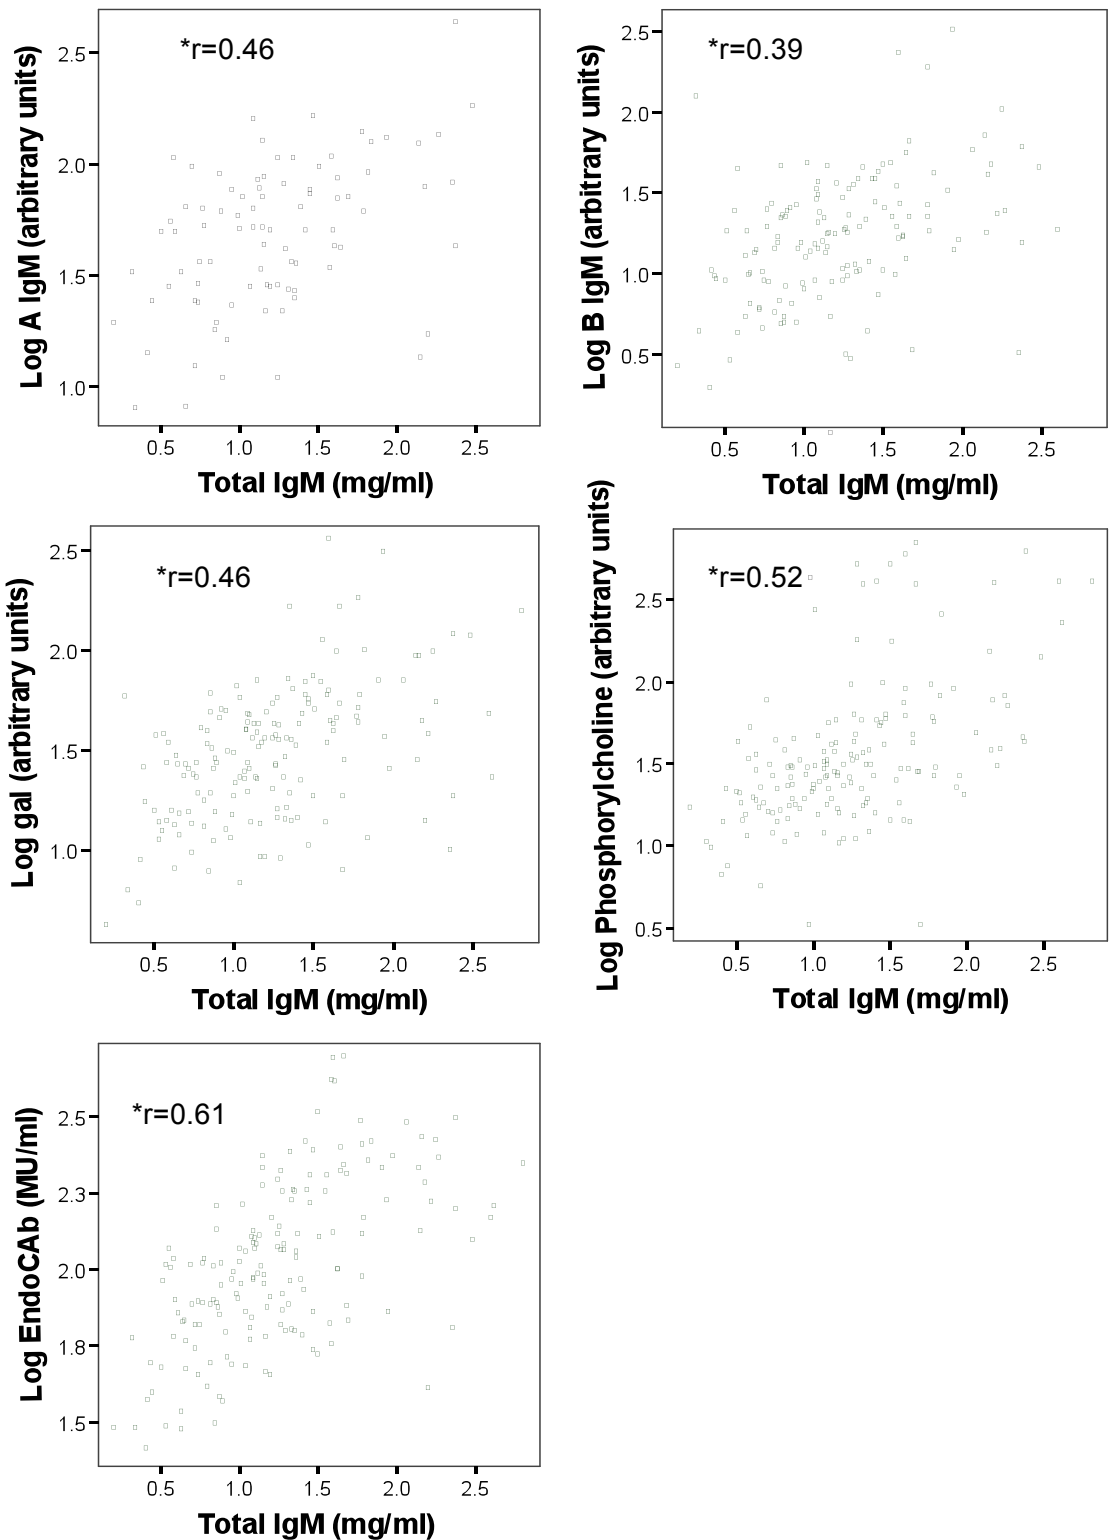 *r=0.46
Log A IgM (arbitrary units)
2.5
2.0
1.5
1.0
0.5 1.0 1.5 2.0 2.5
Total IgM (mg/ml)
*r=0.39
Log B IgM (arbitrary units)
2.5
2.0
1.5
1.0
0.5
0.5 1.0 1.5 2.0 2.5
Total IgM (mg/ml)
*r=0.46
Log gal (arbitrary units)
2.5
2.0
1.5
1.0
0.5 1.0 1.5 2.0 2.5
Total IgM (mg/ml)
*r=0.52
Log Phosphorylcholine (arbitrary units)
2.5
2.0
1.5
1.0
0.5
0.5 1.0 1.5 2.0 2.5
Total IgM (mg/ml)
*r=0.61
Log EndoCAb (MU/ml)
2.5
2.3
2.0
1.8
1.5
0.5 1.0 1.5 2.0 2.5
Total IgM (mg/ml)